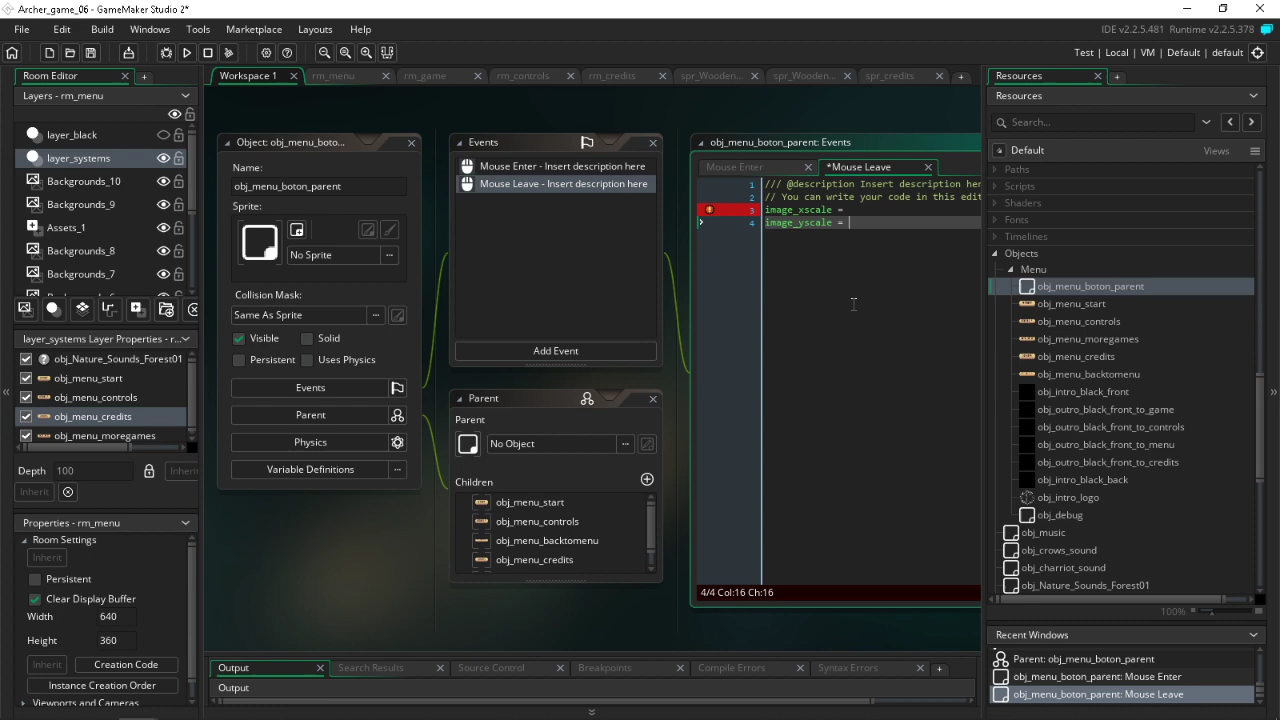 Archer_game_06 - GameMaker Studio 2*
File Edit Build Windows Tools Marketplace Layouts Help
IDE v2.2.5.481 Runtime v2.2.5.378
Test | Local | VM | Default | default
Room Editor
Workspace 1 rm_menu rm_game rm_controls rm_credits spr_Wooden... spr_Wooden... spr_credits
Resources
Layers - rm_menu
Resources
Search...
layer_black
layer_systems
Backgrounds_10
Backgrounds_9
Assets_1
Backgrounds_8
Backgrounds_7
layer_systems Layer Properties - r...
obj_Nature_Sounds_Forest01
obj_menu_start
obj_menu_controls
obj_menu_credits
obj_menu_moregames
Depth 100 Inherit
Inherit
Properties - rm_menu
Room Settings
Inherit
Persistent
Clear Display Buffer
Width 640
Height 360
Inherit Creation Code
Instance Creation Order
Viewports and Cameras
Object: obj_menu_boto...
Name:
obj_menu_boton_parent
Sprite:
No Sprite ...
Collision Mask:
Same As Sprite ...
Visible Solid
Persistent Uses Physics
Events
Parent
Physics
Variable Definitions ...
Events
Mouse Enter - Insert description here
Mouse Leave - Insert description here
Add Event
Parent
Parent
No Object ...
Children
obj_menu_start
obj_menu_controls
obj_menu_backtomenu
obj_menu_credits
obj_menu_boton_parent: Events
Mouse Enter *Mouse Leave
1 /// @description Insert description her
2 // You can write your code in this edit
3 image_xscale =
4 image_yscale =
4/4 Col:16 Ch:16
Output Search Results Source Control Breakpoints Compile Errors Syntax Errors
Output
Default Views
Paths
Scripts
Shaders
Fonts
Timelines
Objects
Menu
obj_menu_boton_parent
obj_menu_start
obj_menu_controls
obj_menu_moregames
obj_menu_credits
obj_menu_backtomenu
obj_intro_black_front
obj_outro_black_front_to_game
obj_outro_black_front_to_controls
obj_outro_black_front_to_menu
obj_outro_black_front_to_credits
obj_intro_black_back
obj_intro_logo
obj_debug
obj_music
obj_crows_sound
obj_charriot_sound
obj_Nature_Sounds_Forest01
100%
Recent Windows
Parent: obj_menu_boton_parent
obj_menu_boton_parent: Mouse Enter
obj_menu_boton_parent: Mouse Leave